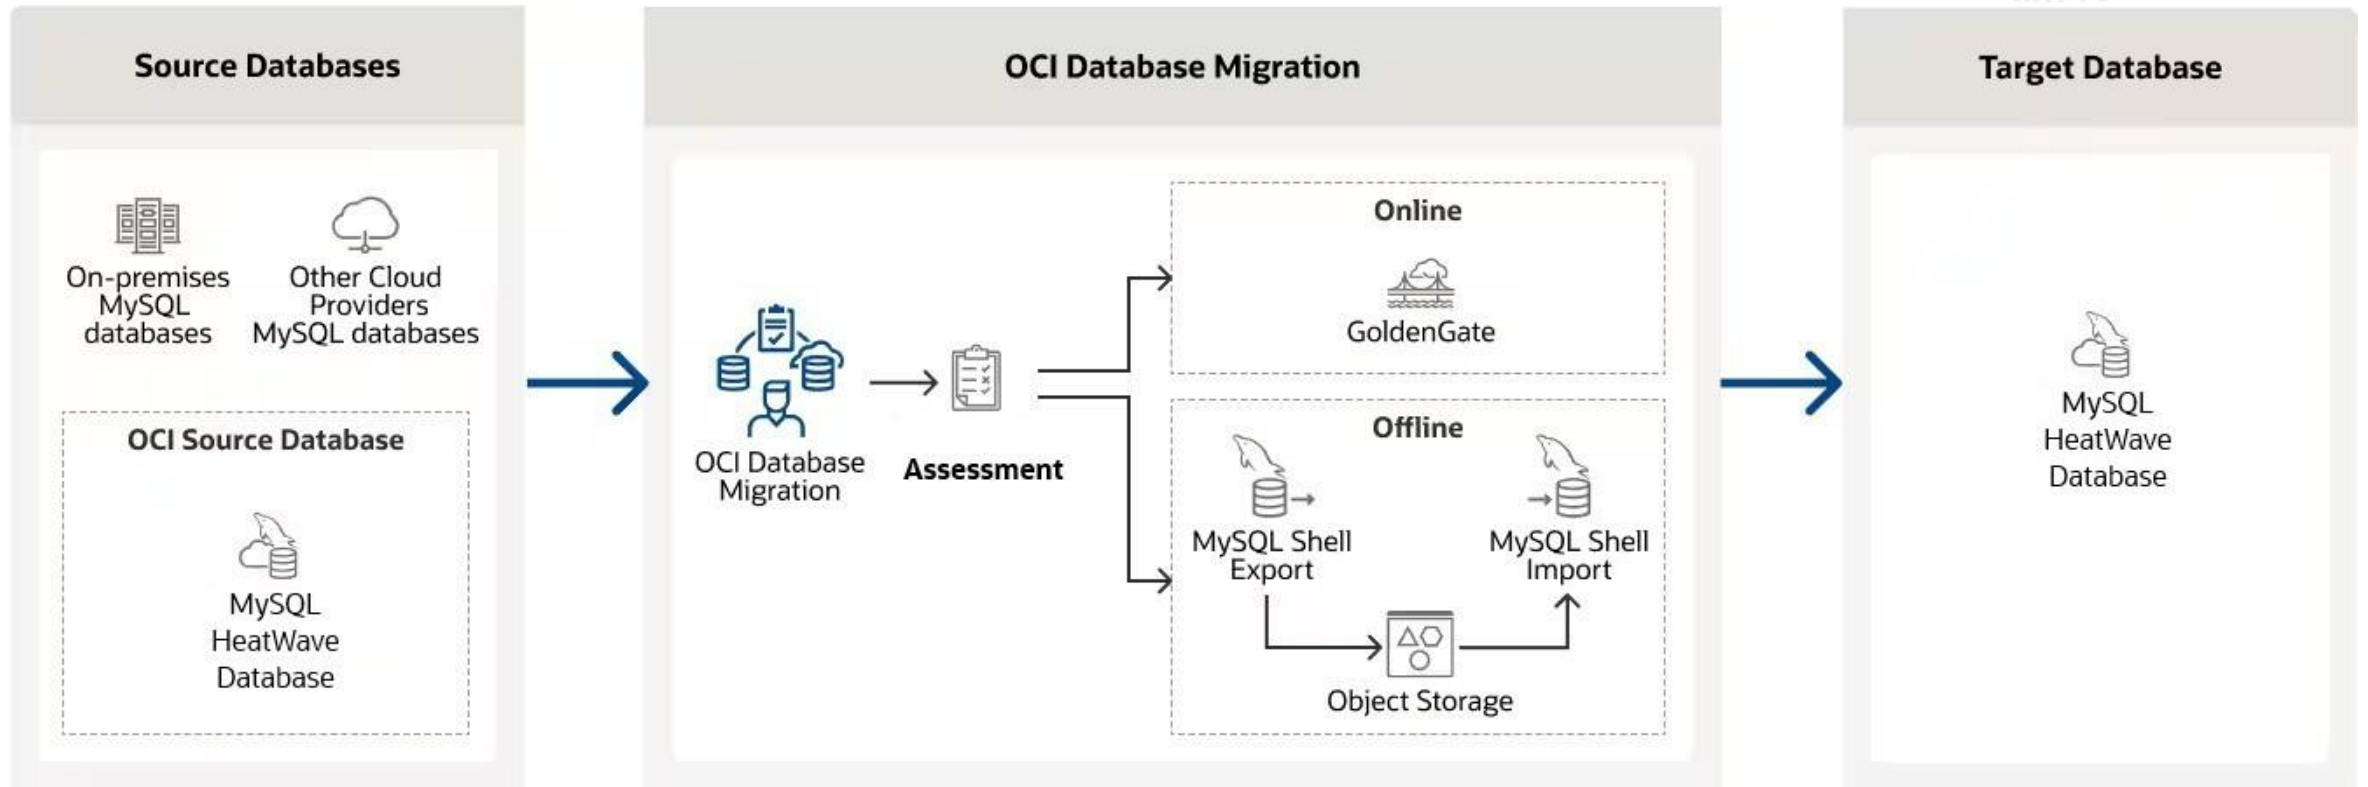 Source Databases
On-premises
MySQL
databases
Other Cloud
Providers
MySQL databases
OCI Source Database
MySQL
HeatWave
Database
OCI Database Migration
OCI Database
Migration
Assessment
Online
GoldenGate
Offline
MySQL Shell
Export
MySQL Shell
Import
Object Storage
Target Database
MySQL
HeatWave
Database